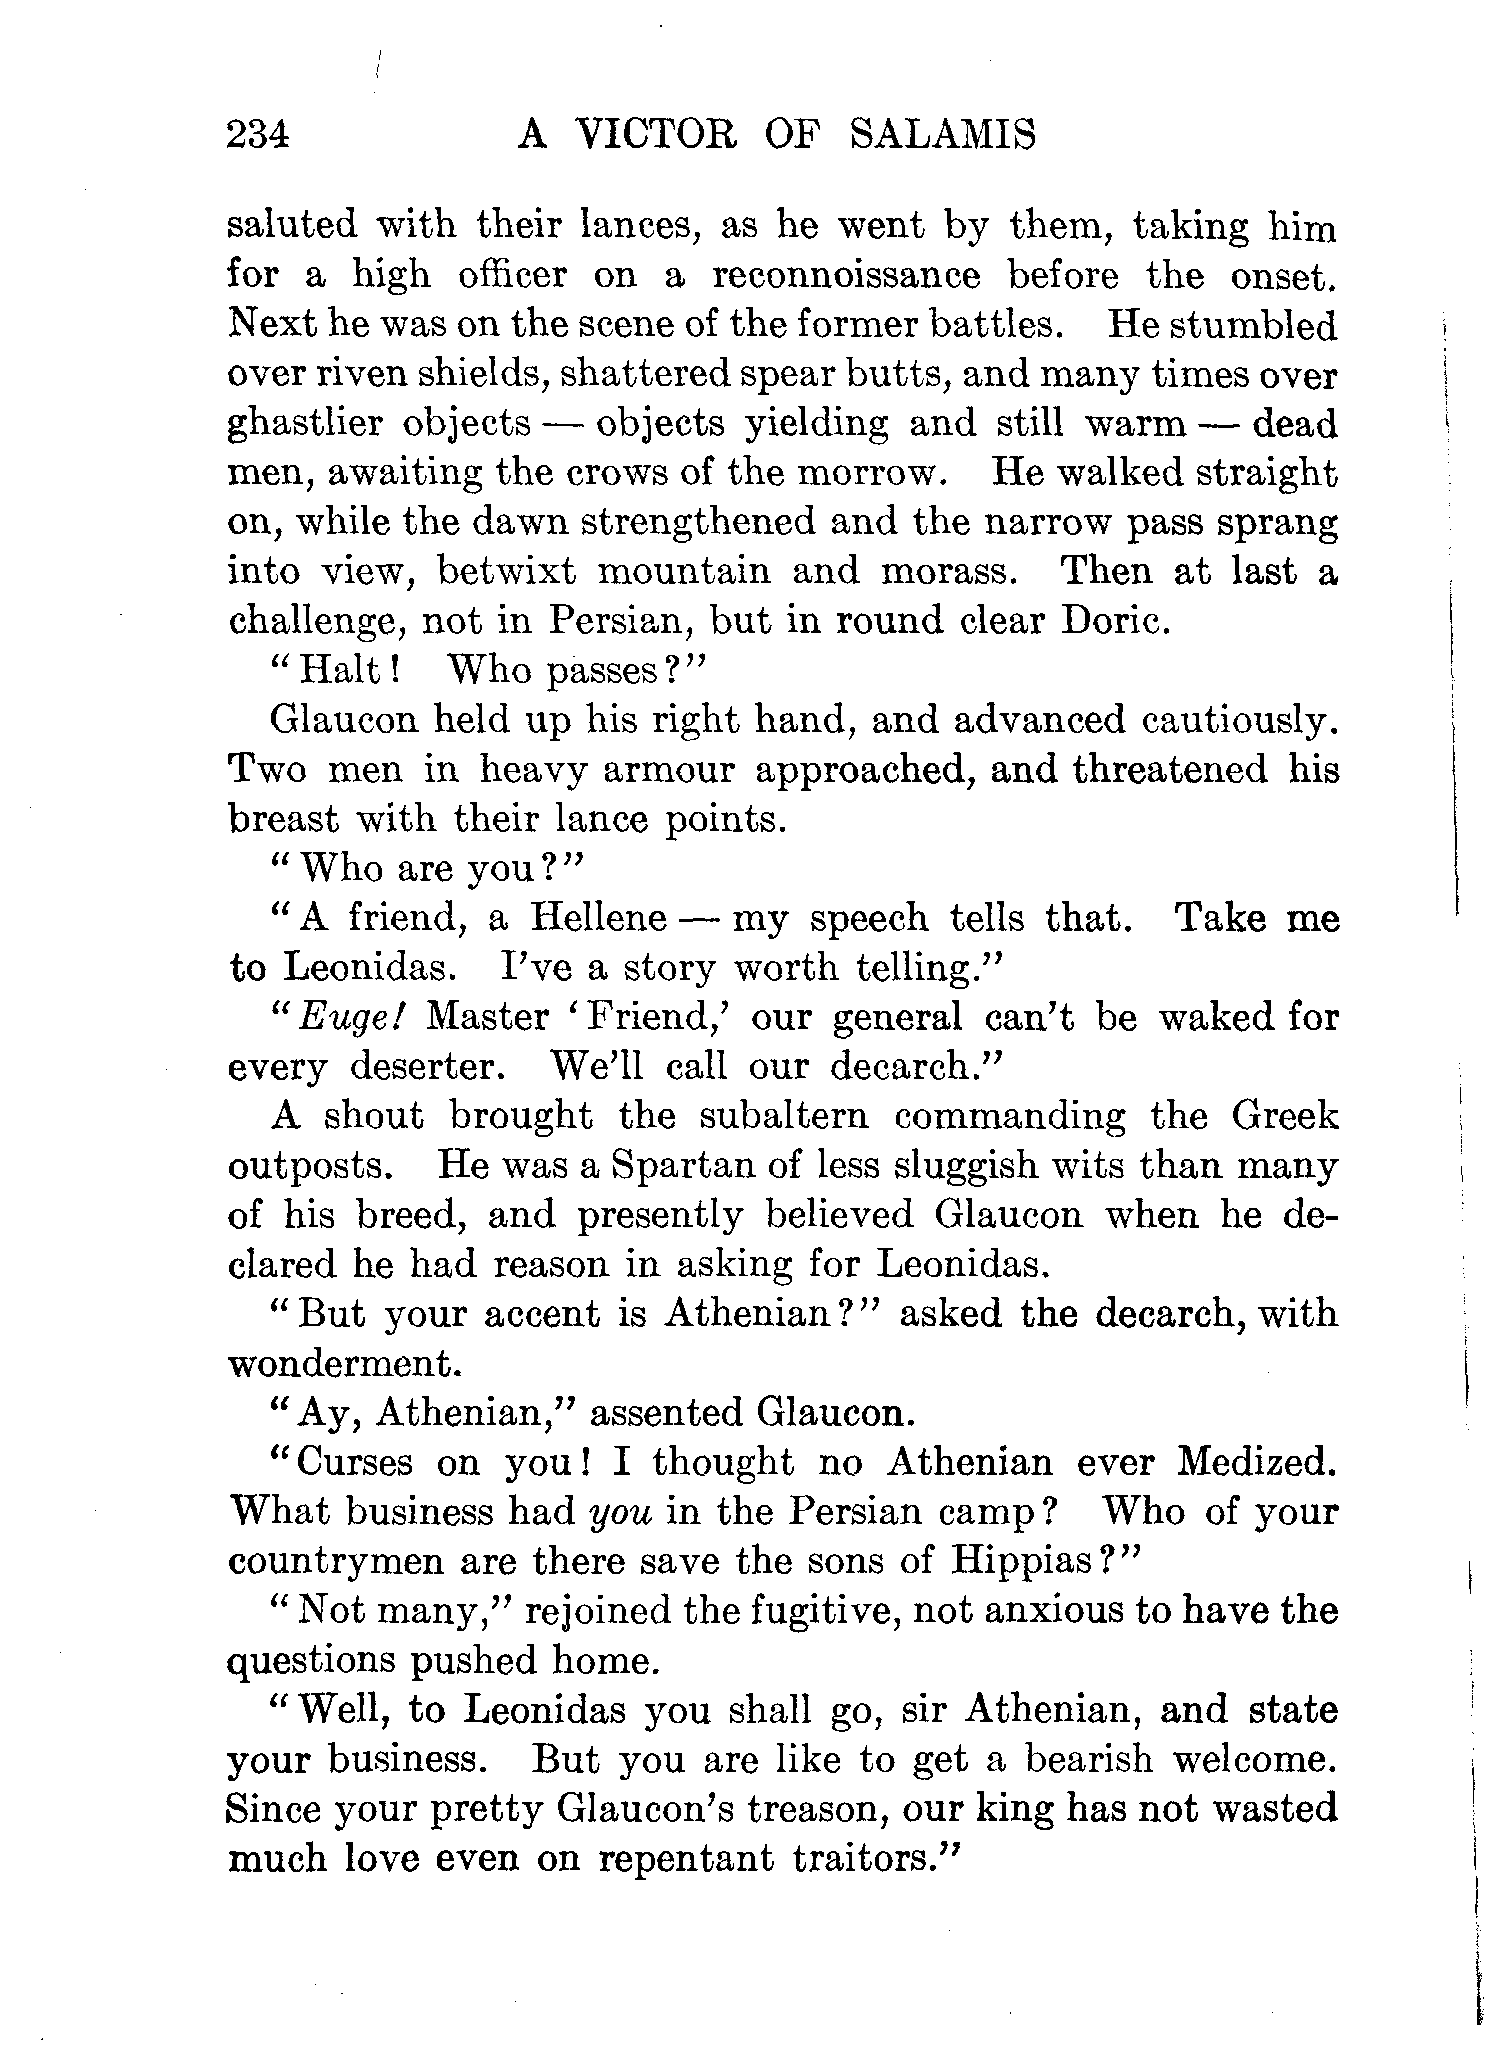 234 A VICTOR OF SALAMIS
saluted with their lances, as he went by them, taking him
for a high officer on a reconnoissance before the onset.
Next he was on the scene of the former battles. He stumbled
over riven shields, shattered spear butts, and many times over
ghastlier objects — objects yielding and still warm — dead
men, awaiting the crows of the morrow. He walked straight
on, while the dawn strengthened and the narrow pass sprang
into view, betwixt mountain and morass. Then at last a
challenge, not in Persian, but in round clear Doric.
"Halt! Who passes?"
Glaucon held up his right hand, and advanced cautiously.
Two men in heavy armour approached, and threatened his
breast with their lance points.
"Who are you?"
"A friend, a Hellene — my speech tells that. Take me
to Leonidas. I've a story worth telling."
"Euge! Master 'Friend,' our general can't be waked for
every deserter. We'll call our decarch."
A shout brought the subaltern commanding the Greek
outposts. He was a Spartan of less sluggish wits than many
of his breed, and presently believed Glaucon when he de-
clared he had reason in asking for Leonidas.
"But your accent is Athenian?" asked the decarch, with
wonderment.
"Ay, Athenian," assented Glaucon.
"Curses on you! I thought no Athenian ever Medized.
What business had you in the Persian camp? Who of your
countrymen are there save the sons of Hippias?"
"Not many," rejoined the fugitive, not anxious to have the
questions pushed home.
"Well, to Leonidas you shall go, sir Athenian, and state
your business. But you are like to get a bearish welcome.
Since your pretty Glaucon's treason, our king has not wasted
much love even on repentant traitors."